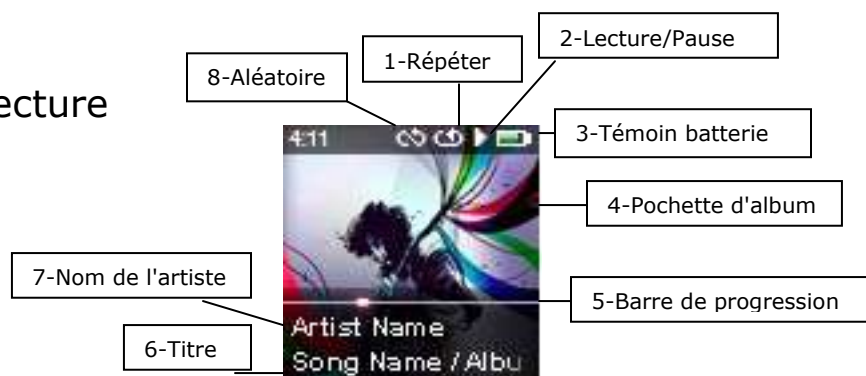 2-Lecture/Pause
1-Répéter
8-Aléatoire
ecture
3-Témoin batterie
4:11
4-Pochette d'album
7-Nom de l'artiste
5-Barre de progression
Artist Name
6-Titre
Song Name / Albu